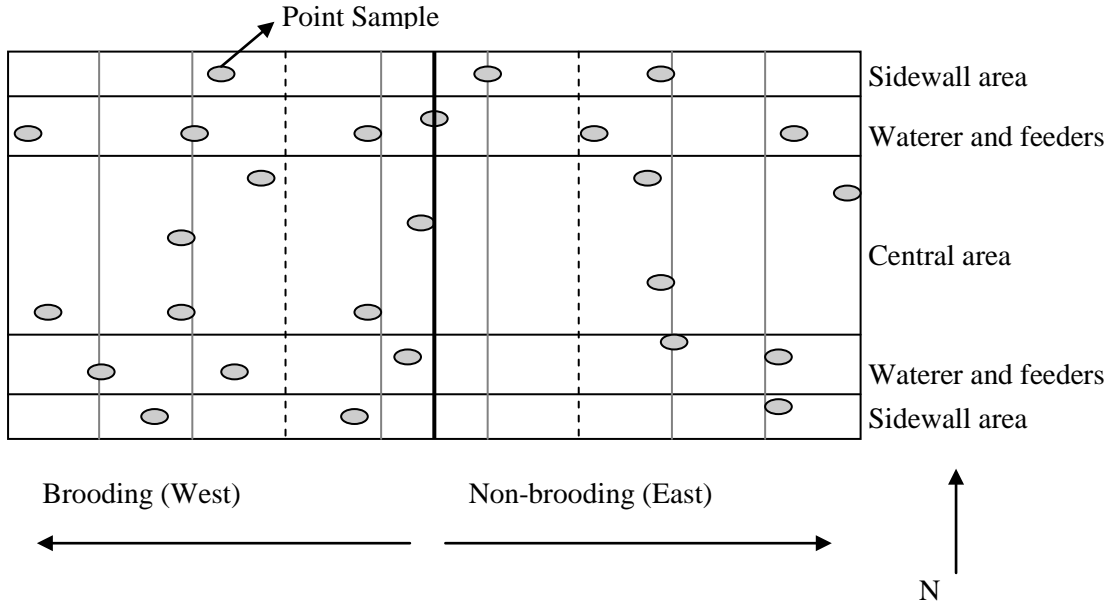 Point Sample
Sidewall area
Waterer and feeders
Central area
Waterer and feeders
Sidewall area
Brooding (West)
Non-brooding (East)
N